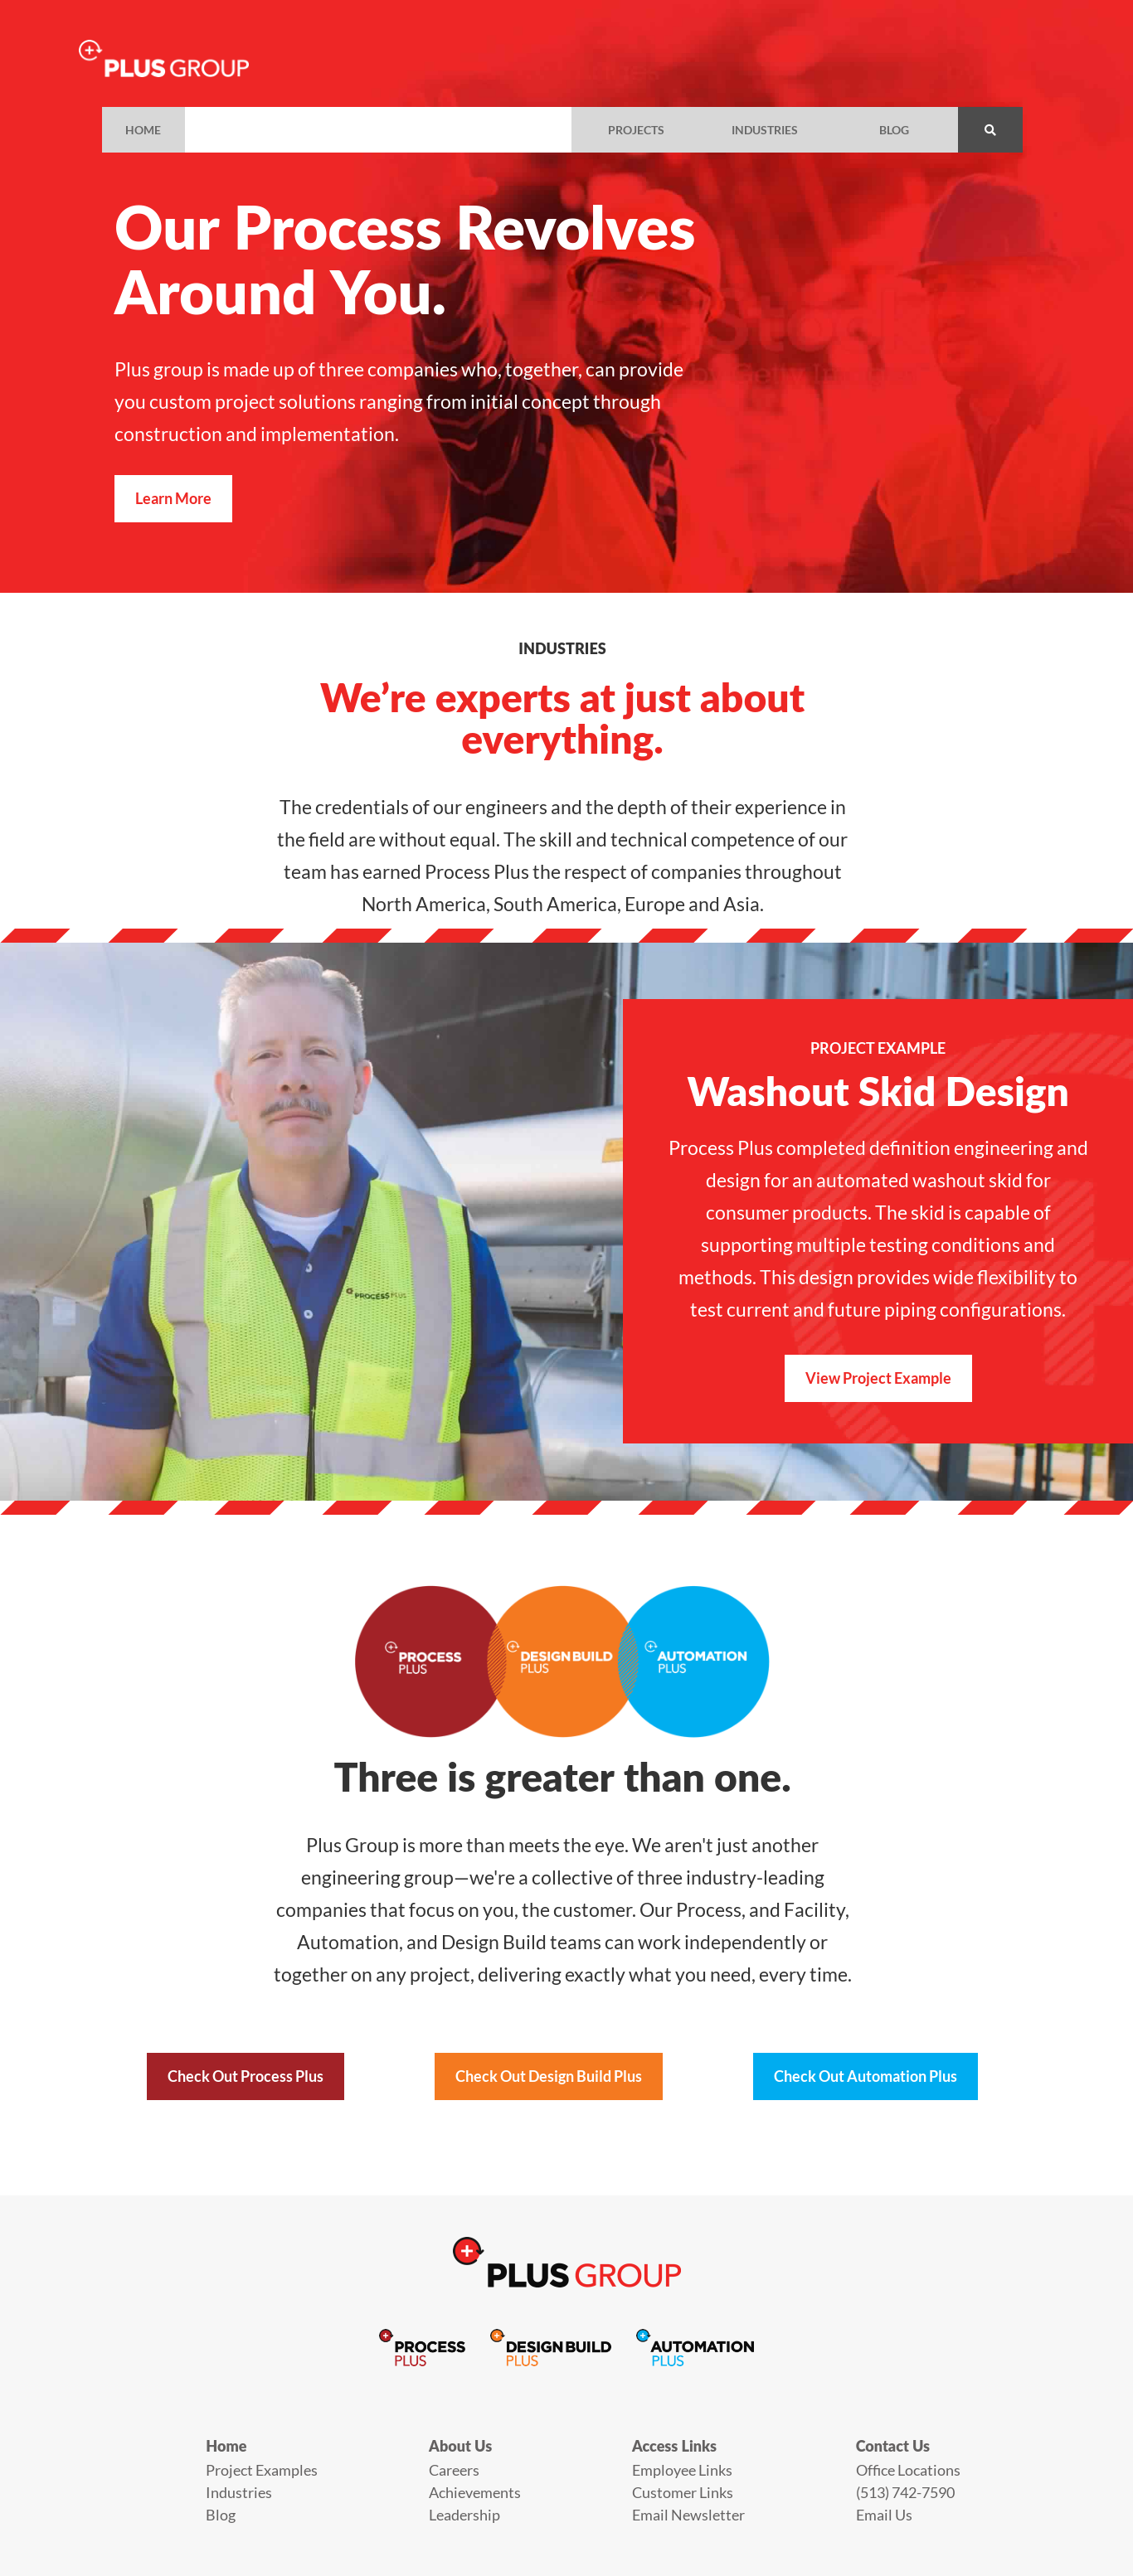 PLUS GROUP
HOME
PROJECTS
INDUSTRIES
BLOG
Our Process Revolves
Around You.
Plus group is made up of three companies who, together, can provide
you custom project solutions ranging from initial concept through
construction and implementation.
Learn More
INDUSTRIES
We’re experts at just about
everything.
The credentials of our engineers and the depth of their experience in
the field are without equal. The skill and technical competence of our
team has earned Process Plus the respect of companies throughout
North America, South America, Europe and Asia.
PROCESS PLUS
PROJECT EXAMPLE
Washout Skid Design
Process Plus completed definition engineering and
design for an automated washout skid for
consumer products. The skid is capable of
supporting multiple testing conditions and
methods. This design provides wide flexibility to
test current and future piping configurations.
View Project Example
PROCESS
PLUS
DESIGN BUILD
PLUS
AUTOMATION
PLUS
Three is greater than one.
Plus Group is more than meets the eye. We aren't just another
engineering group—we're a collective of three industry-leading
companies that focus on you, the customer. Our Process, and Facility,
Automation, and Design Build teams can work independently or
together on any project, delivering exactly what you need, every time.
Check Out Process Plus
Check Out Design Build Plus
Check Out Automation Plus
PLUS GROUP
PROCESS
PLUS
DESIGN BUILD
PLUS
AUTOMATION
PLUS
Home
Project Examples
Industries
Blog
About Us
Careers
Achievements
Leadership
Access Links
Employee Links
Customer Links
Email Newsletter
Contact Us
Office Locations
(513) 742-7590
Email Us